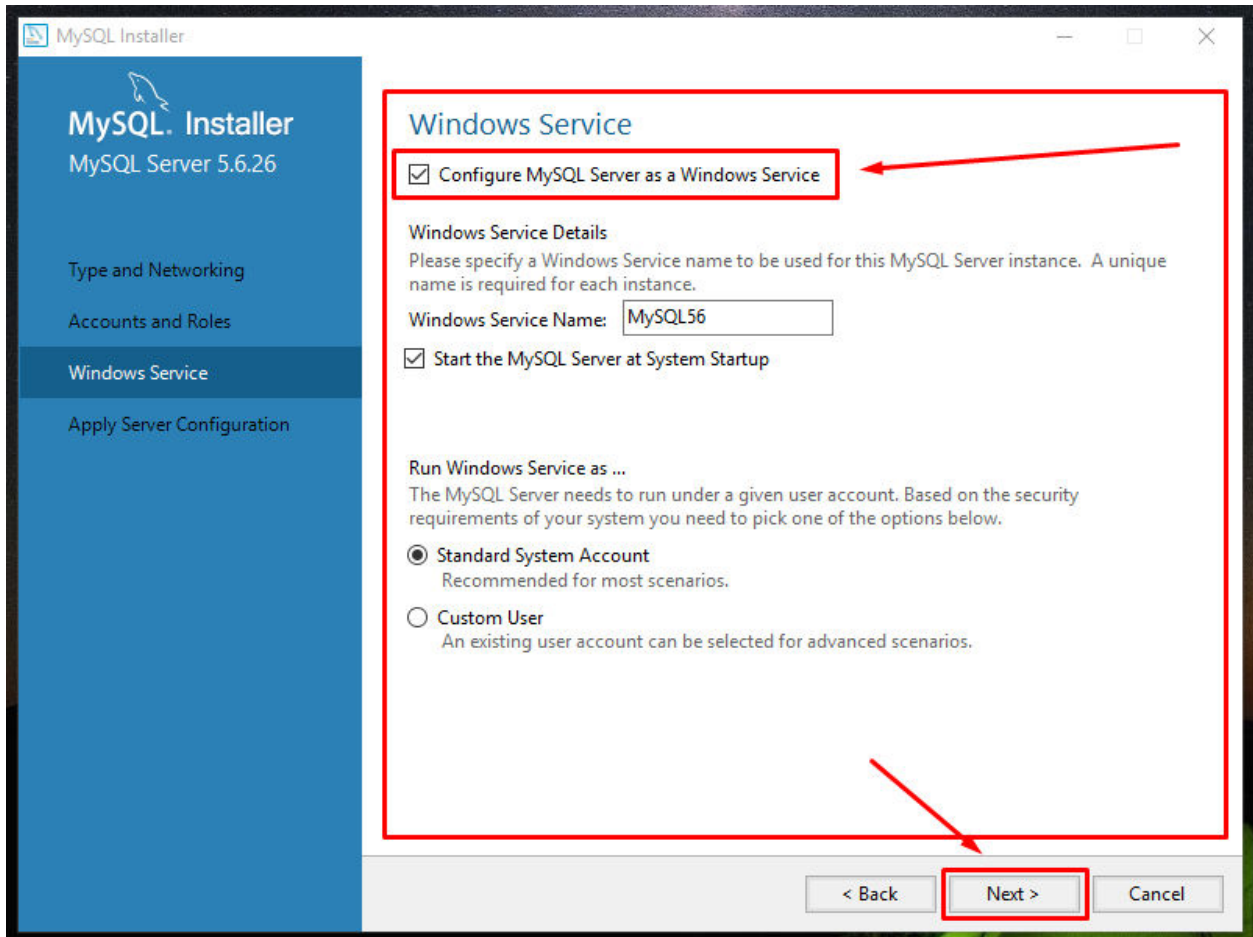 MySQL Installer
MySQL. Installer
MySQL Server 5.6.26
Type and Networking
Accounts and Roles
Windows Service
Apply Server Configuration
Windows Service
Configure MySQL Server as a Windows Service
Windows Service Details
Please specify a Windows Service name to be used for this MySQL Server instance. A unique
name is required for each instance.
Windows Service Name: MySQL56
Start the MySQL Server at System Startup
Run Windows Service as ...
The MySQL Server needs to run under a given user account. Based on the security
requirements of your system you need to pick one of the options below.
Standard System Account
Recommended for most scenarios.
Custom User
An existing user account can be selected for advanced scenarios.
< Back Next > Cancel